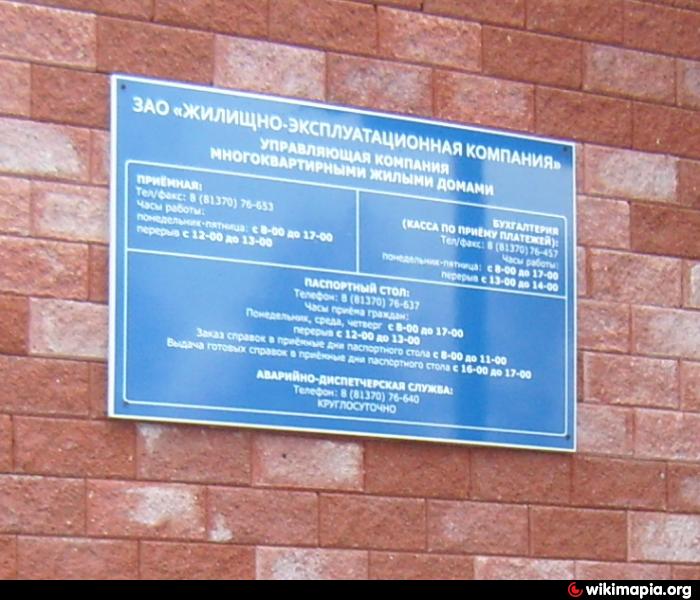 ЗАО «ЖИЛИЩНО-ЭКСПЛУАТАЦИОННАЯ КОМПАНИЯ»
УПРАВЛЯЮЩАЯ КОМПАНИЯ
МНОГОКВАРТИРНЫМИ ЖИЛЫМИ ДОМАМИ
ПРИЁМНАЯ:
Тел/факс: 8 (81370) 76-653
Часы работы:
понедельник-пятница: с 8-00 до 17-00
перерыв с 12-00 до 13-00
БУХГАЛТЕРИЯ
(КАССА ПО ПРИЁМУ ПЛАТЕЖЕЙ):
Тел/факс: 8 (81370) 76-457
Часы работы:
понедельник-пятница: с 8-00 до 17-00
перерыв с 13-00 до 14-00
ПАСПОРТНЫЙ СТОЛ:
Телефон: 8 (81370) 76-637
Часы приёма граждан:
Понедельник, среда, четверг с 8-00 до 17-00
перерыв с 12-00 до 13-00
Заказ справок в приёмные дни паспортного стола с 8-00 до 11-00
Выдача готовых справок в приёмные дни паспортного стола с 16-00 до 17-00
АВАРИЙНО-ДИСПЕТЧЕРСКАЯ СЛУЖБА:
Телефон: 8 (81370) 76-640
КРУГЛОСУТОЧНО
wikimapia.org